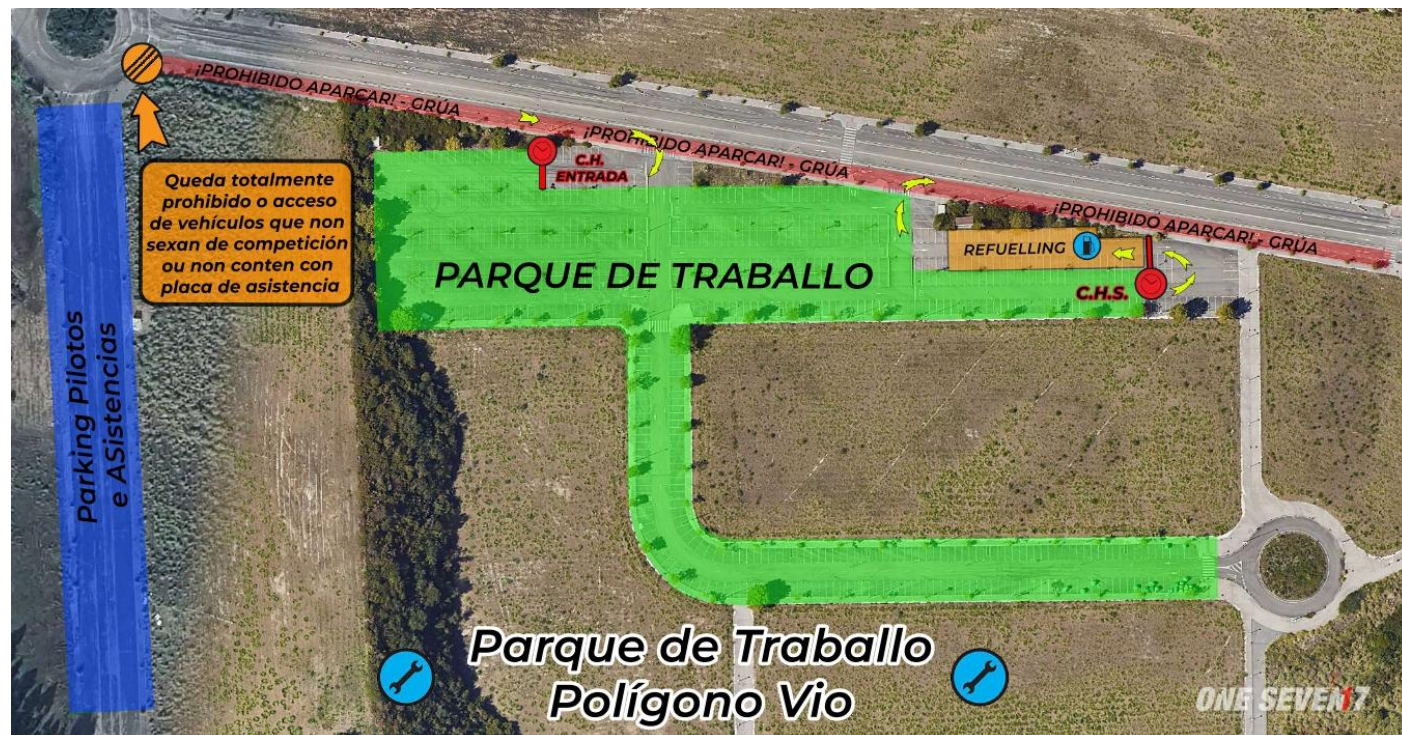 ¡PROHIBIDO APARCAR! - GRÚA
¡PROHIBIDO APARCAR! - GRÚA
¡PROHIBIDO APARCAR! - GRÚA
Queda totalmente
prohibido o acceso
de vehículos que non
sexan de competición
ou non conten con
placa de asistencia
C.H.
ENTRADA
REFUELLING
C.H.S.
PARQUE DE TRABALLO
Parking Pilotos
e ASistencias
Parque de Traballo
Polígono Vio
ONE SEVEN17